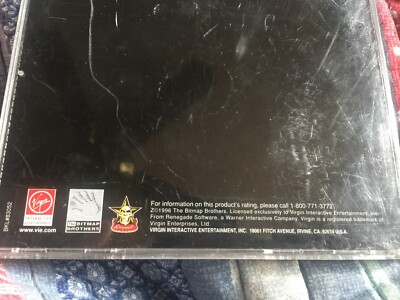 BKL-#3052
Virgin
www.vie.com
THE BITMAP
BROTHERS
For information on this product's rating, please call 1-800-771-3772.
Z©1996 The Bitmap Brothers. Licensed exclusively to Virgin Interactive Entertainment, Inc.
From Renegade Software, a Warner Interactive Company. Virgin is a registered trademark of
Virgin Enterprises, Ltd.
VIRGIN INTERACTIVE ENTERTAINMENT, INC. 18061 FITCH AVENUE, IRVINE, CA. 92614 U.S.A.